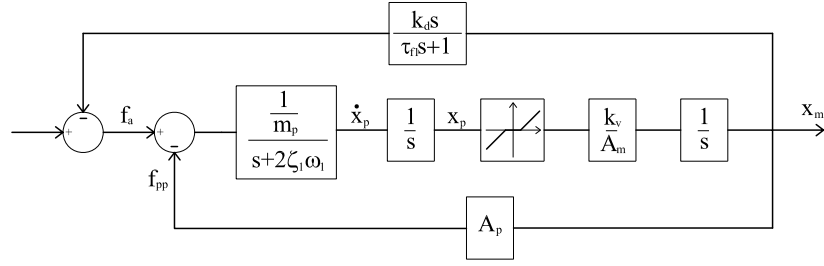 k_d s
τ_fl s+1
-
+
f_a
+
-
f_pp
1
m_p
s+2ζ_1ω_1
ẋ_p
1
s
x_p
k_v
A_m
1
s
x_m
A_p